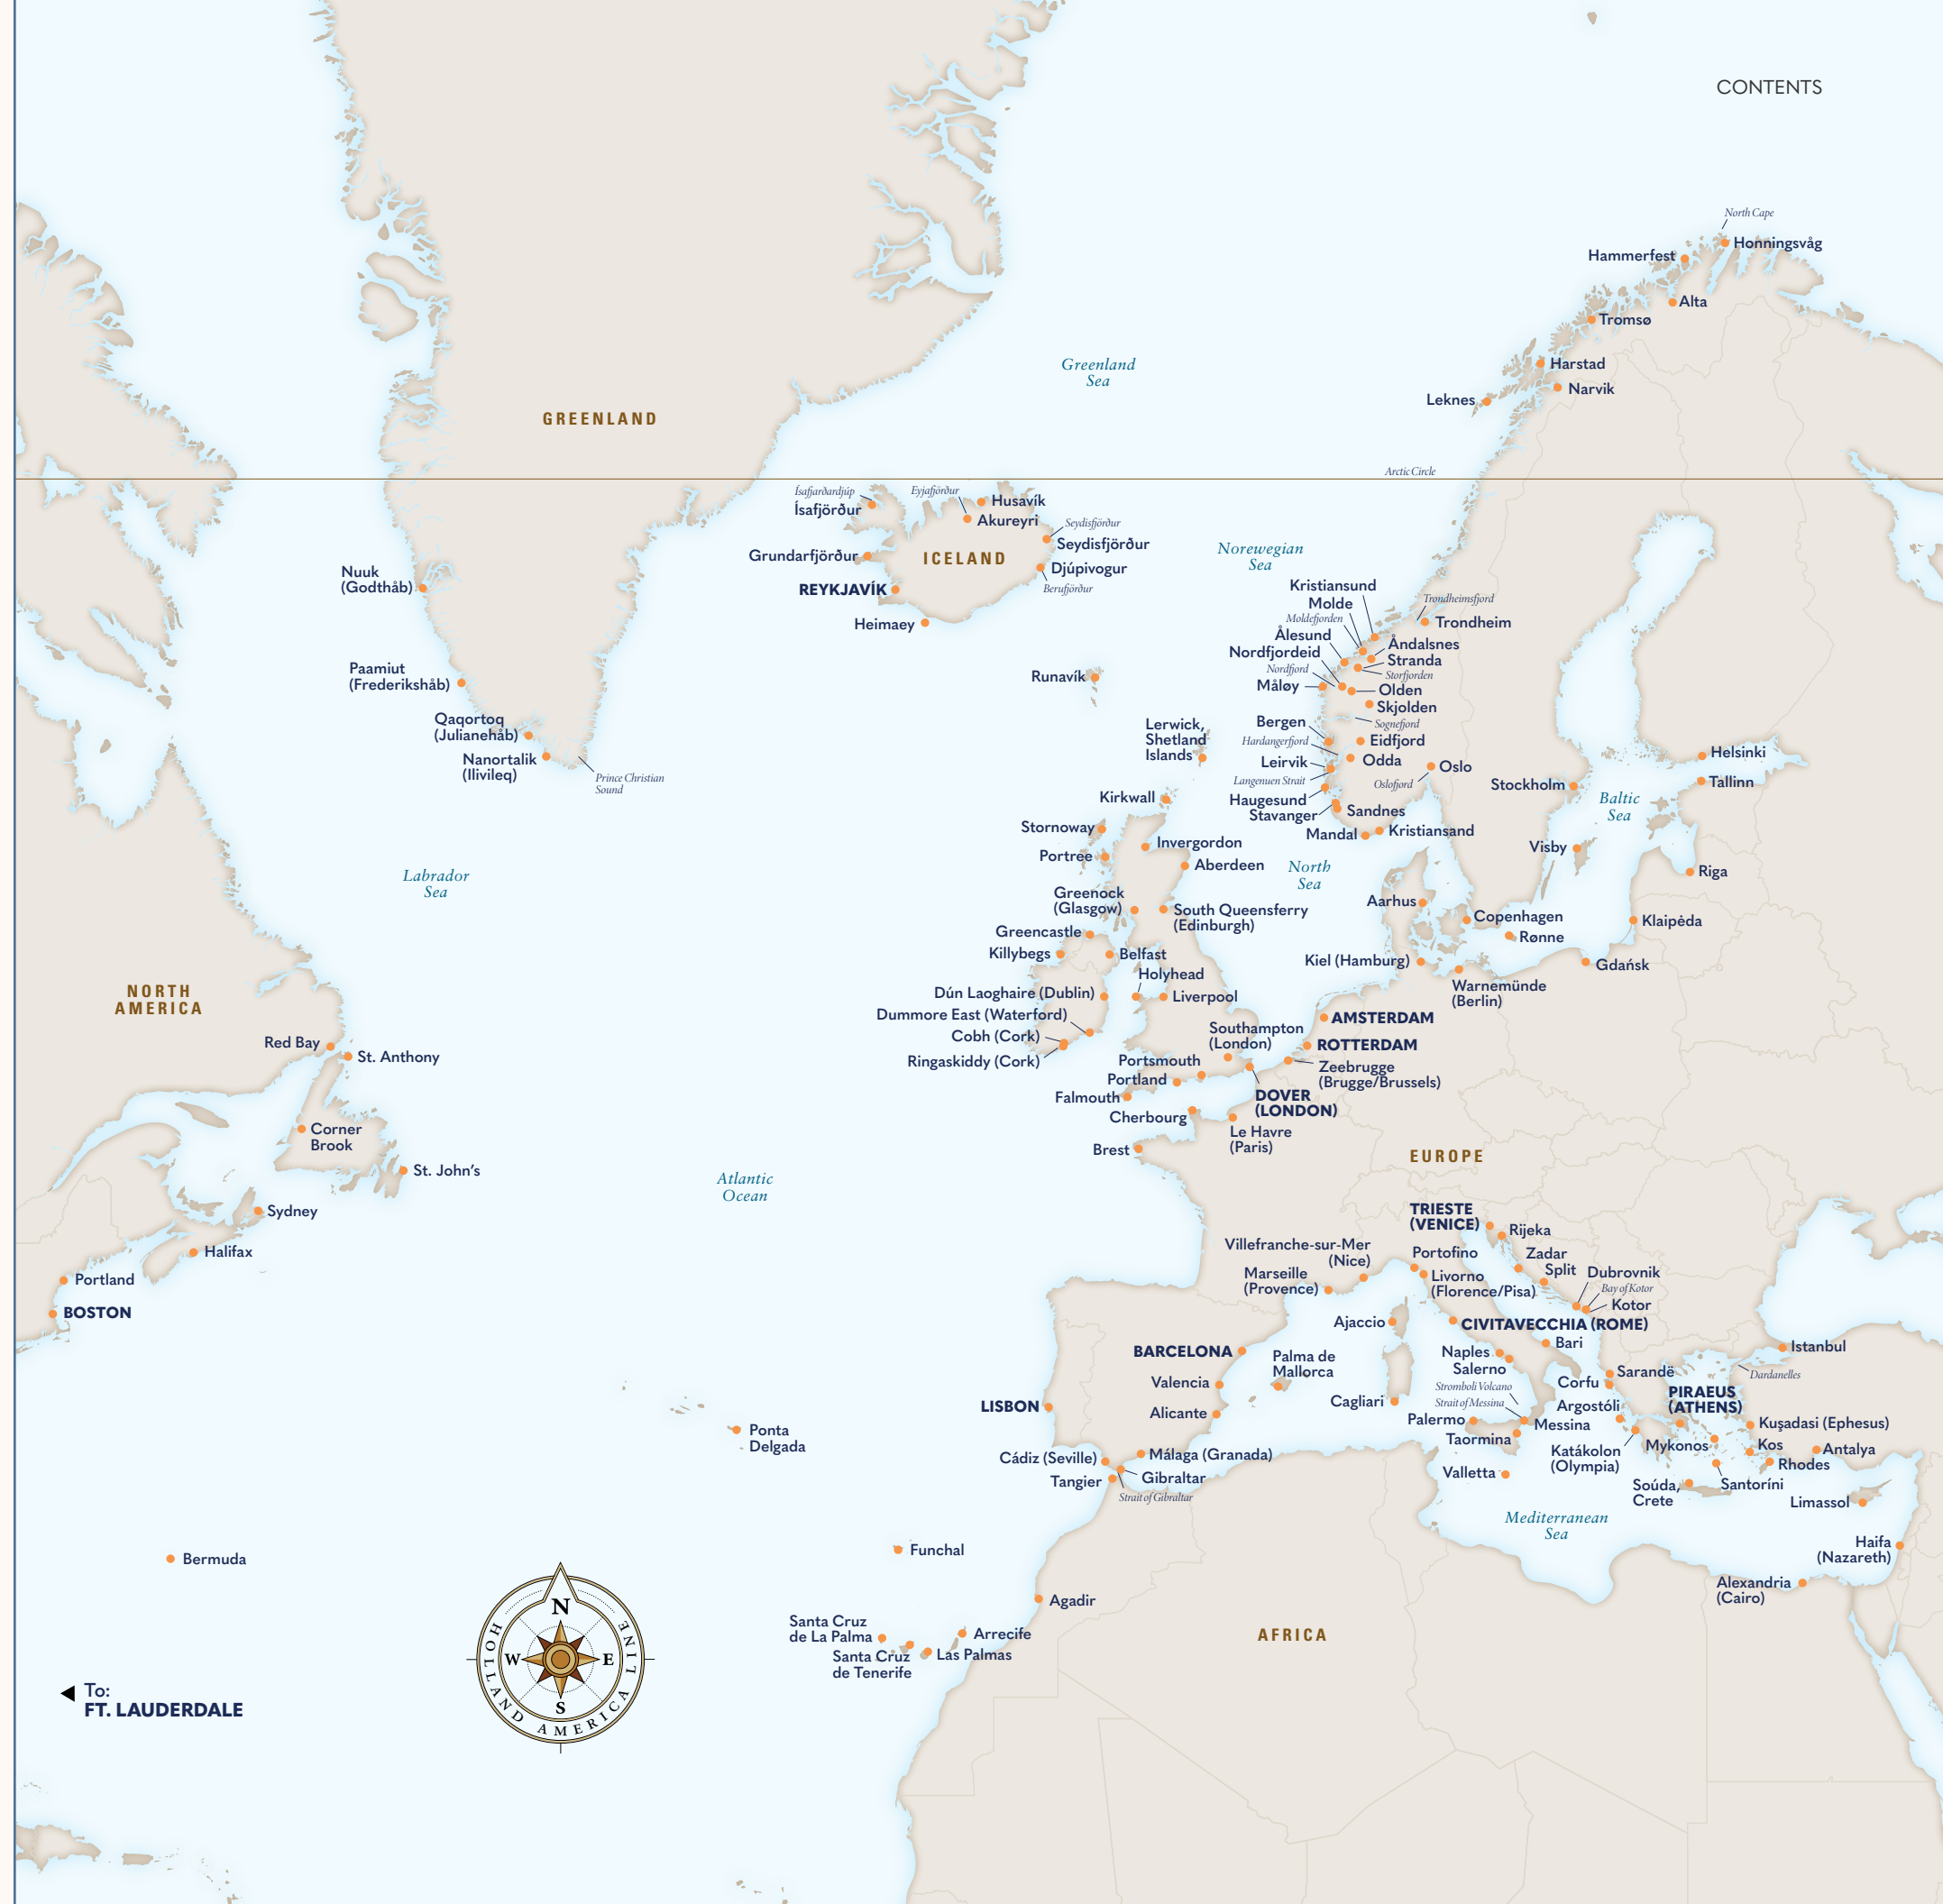 CONTENTS
North Cape
Honningsvåg
Hammerfest
Alta
Tromsø
Harstad
Narvik
Leknes
Greenland
Sea
GREENLAND
Arctic Circle
Ísafjarðardjúp
Ísafjörður
Eyjafjörður
Husavík
Akureyri
Seydisfjörður
Seydisfjörður
Grundarfjörður
ICELAND
Djúpivogur
Berufjörður
REYKJAVÍK
Heimaey
Nuuk
(Godthåb)
Paamiut
(Frederikshåb)
Qaqortoq
(Julianehåb)
Nanortalik
(Ilivileq)
Prince Christian
Sound
Norewegian
Sea
Kristiansund
Molde
Moldefjorden
Ålesund
Nordfjordeid
Nordfjord
Måløy
Trondheimsfjord
Trondheim
Åndalsnes
Stranda
Storfjorden
Olden
Skjolden
Sognefjord
Bergen
Hardangerfjord
Eidfjord
Odda
Leirvik
Langenuen Strait
Oslofjord
Oslo
Haugesund
Stavanger
Sandnes
Mandal
Kristiansand
Runavík
Lerwick,
Shetland
Islands
Kirkwall
Stornoway
Portree
Invergordon
Aberdeen
Greenock
(Glasgow)
South Queensferry
(Edinburgh)
Greencastle
Killybegs
Belfast
Holyhead
Dún Laoghaire (Dublin)
Liverpool
Dummore East (Waterford)
Cobh (Cork)
Ringaskiddy (Cork)
Southampton
(London)
Portsmouth
Portland
Falmouth
Cherbourg
DOVER
(LONDON)
Le Havre
(Paris)
Brest
North
Sea
Helsinki
Tallinn
Stockholm
Baltic
Sea
Visby
Riga
Aarhus
Copenhagen
Rønne
Klaipėda
Kiel (Hamburg)
Gdańsk
Warnemünde
(Berlin)
AMSTERDAM
ROTTERDAM
Zeebrugge
(Brugge/Brussels)
Labrador
Sea
NORTH
AMERICA
Red Bay
St. Anthony
Corner
Brook
St. John's
Sydney
Halifax
Portland
BOSTON
Atlantic
Ocean
EUROPE
TRIESTE
(VENICE)
Rijeka
Villefranche-sur-Mer
(Nice)
Portofino
Zadar
Split
Dubrovnik
Bay of Kotor
Kotor
Marseille
(Provence)
Livorno
(Florence/Pisa)
Ajaccio
CIVITAVECCHIA (ROME)
Bari
Istanbul
BARCELONA
Palma de
Mallorca
Naples
Salerno
Sarandë
Dardanelles
Valencia
Stromboli Volcano
Corfu
PIRAEUS
(ATHENS)
Cagliari
Strait of Messina
Argostóli
LISBON
Alicante
Palermo
Messina
Kuşadasi (Ephesus)
Ponta
Delgada
Taormina
Katákolon
(Olympia)
Mykonos
Kos
Antalya
Cádiz (Seville)
Málaga (Granada)
Rhodes
Tangier
Gibraltar
Strait of Gibraltar
Valletta
Soúda,
Crete
Santoríni
Limassol
Mediterranean
Sea
Haifa
(Nazareth)
Alexandria
(Cairo)
Bermuda
Funchal
Agadir
Santa Cruz
de La Palma
Arrecife
Santa Cruz
de Tenerife
Las Palmas
AFRICA
N
W
E
S
HOLLAND AMERICA LINE
To:
FT. LAUDERDALE